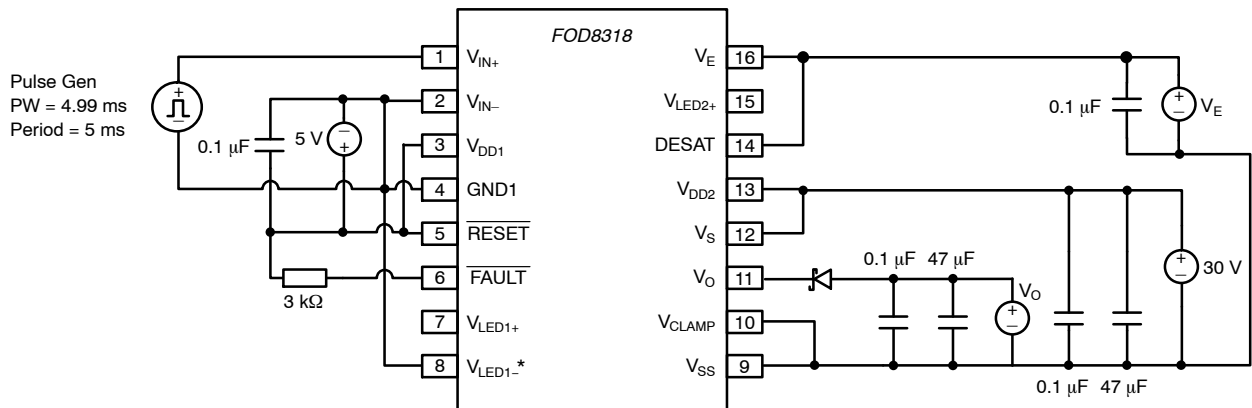 FOD8318
Pulse Gen
PW = 4.99 ms
Period = 5 ms
+
–
0.1 µF
5 V
–
+
3 kΩ
1 V_IN+
2 V_IN–
3 V_DD1
4 GND1
5 RESET
6 FAULT
7 V_LED1+
8 V_LED1–*
V_E 16
V_LED2+ 15
DESAT 14
V_DD2 13
V_S 12
V_O 11
V_CLAMP 10
V_SS 9
0.1 µF
+
–
V_E
0.1 µF
47 µF
V_O
+
–
+
–
30 V
0.1 µF
47 µF